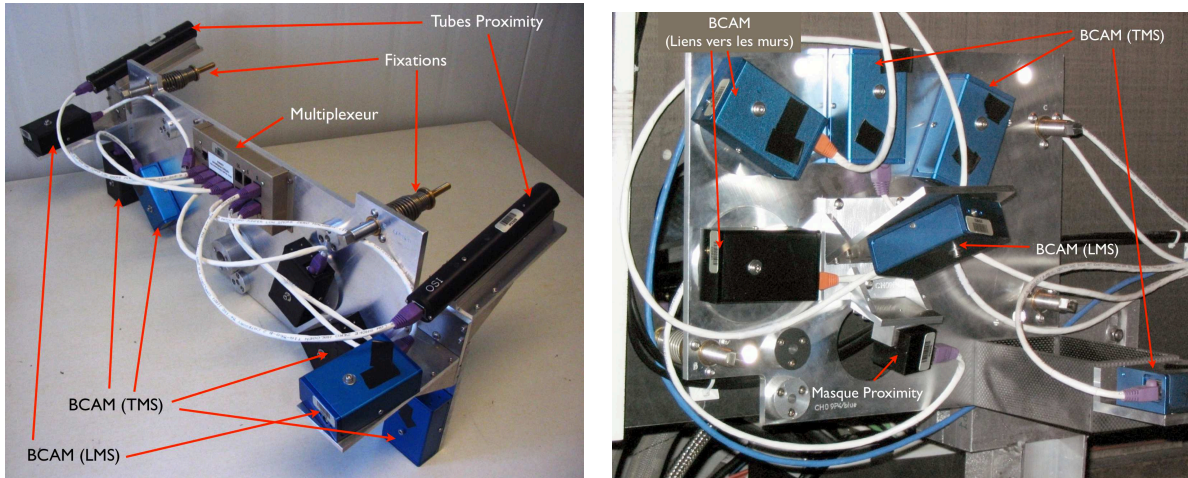 Tubes Proximity
Fixations
Multiplexeur
OSI
BCAM (TMS)
BCAM (LMS)
BCAM
(Liens vers les murs)
BCAM (TMS)
BCAM (LMS)
Masque Proximity